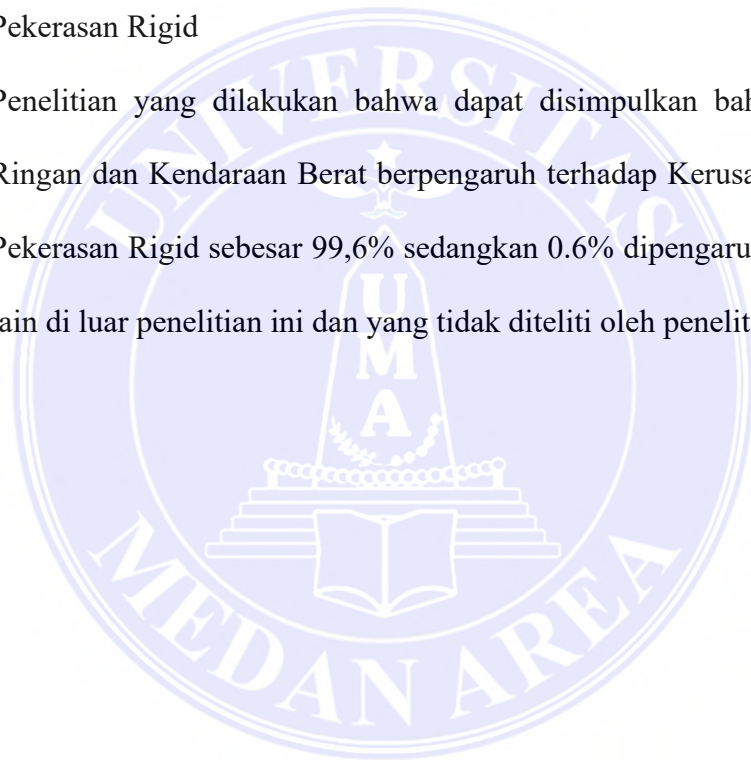 Pekerasan Rigid
Penelitian yang dilakukan bahwa dapat disimpulkan bah
Ringan dan Kendaraan Berat berpengaruh terhadap Kerusa
Pekerasan Rigid sebesar 99,6% sedangkan 0.6% dipengaru
ain di luar penelitian ini dan yang tidak diteliti oleh penelit
UNIVERSITAS
UMA
MEDAN AREA